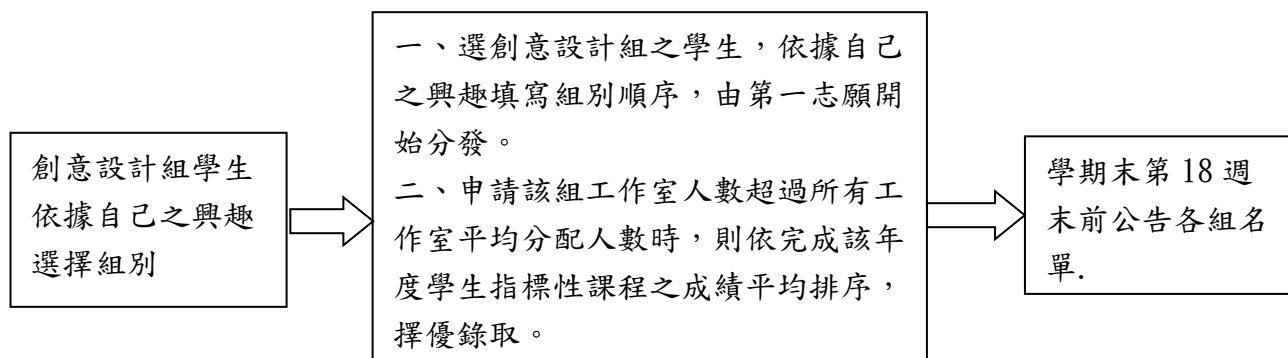 創意設計組學生
依據自己之興趣
選擇組別
一、選創意設計組之學生，依據自己
之興趣填寫組別順序，由第一志願開
始分發。
二、申請該組工作室人數超過所有工
作室平均分配人數時，則依完成該年
度學生指標性課程之成績平均排序，
擇優錄取。
學期末第 18 週
末前公告各組名
單.